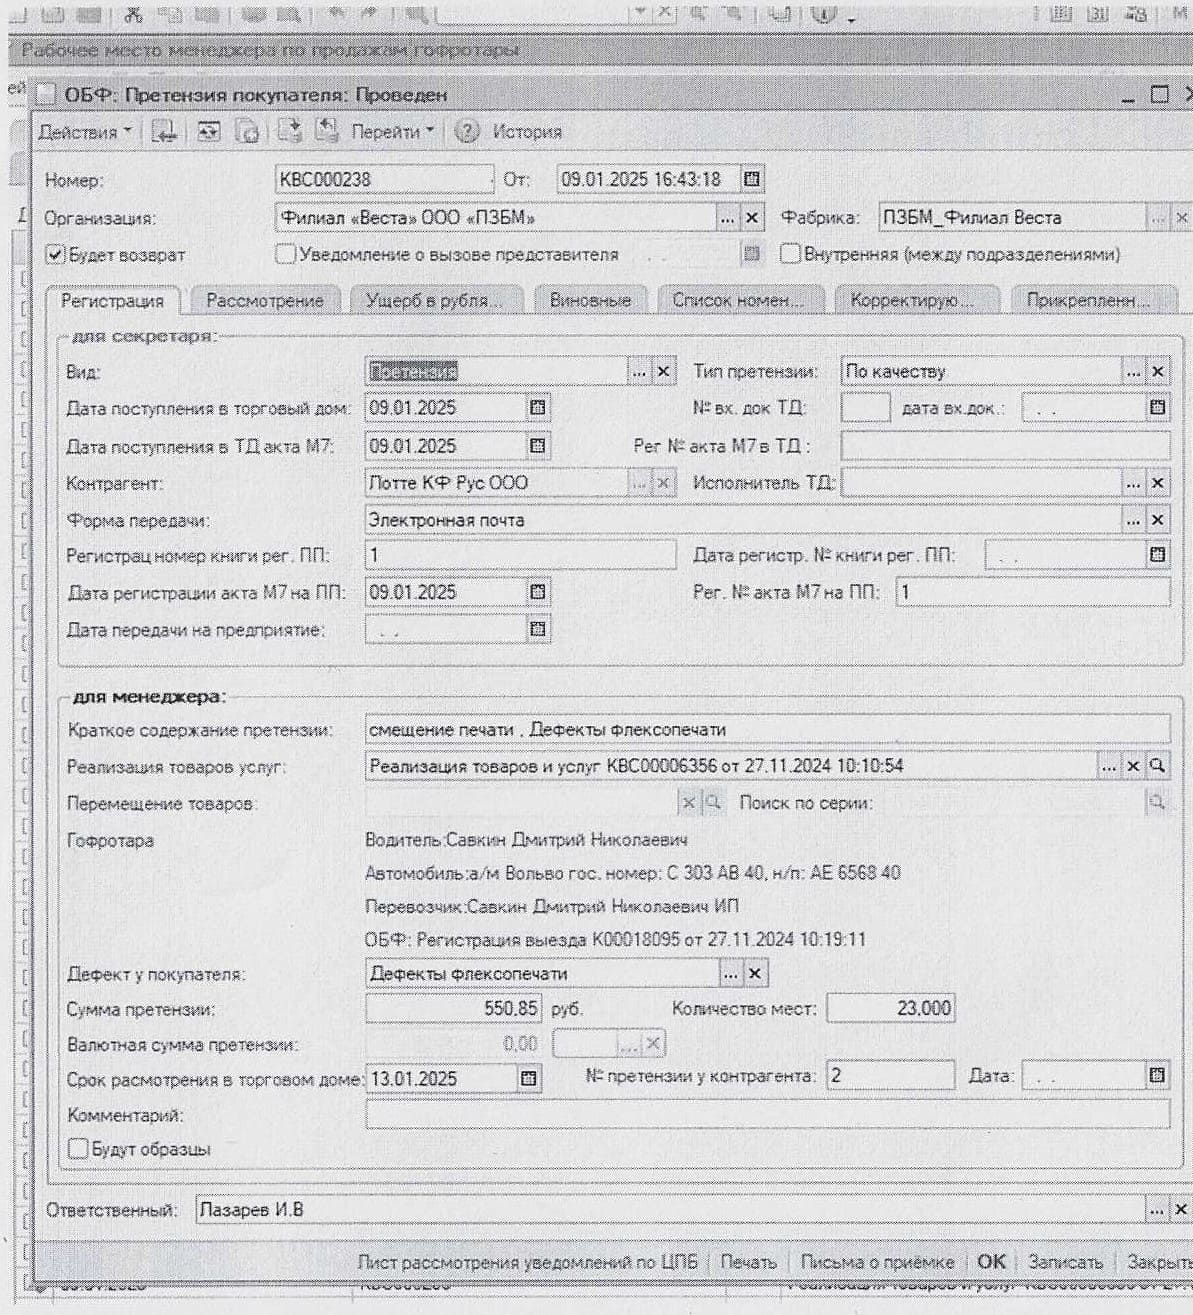 Рабочее место менеджера по продажам гофротары
ей ОБФ: Претензия покупателя: Проведен
Действия Перейти ? История
Номер: КВС000238 От: 09.01.2025 16:43:18
Организация: Филиал «Веста» ООО «ПЗБМ» ... × Фабрика: ПЗБМ_Филиал Веста ... ×
Будет возврат Уведомление о вызове представителя . . Внутренняя (между подразделениями)
Регистрация Рассмотрение Ущерб в рубля... Виновные Список номен... Корректирую... Прикрепленн...
для секретаря:
Вид: Претензия ... × Тип претензии: По качеству ... ×
Дата поступления в торговый дом: 09.01.2025 № вх. док ТД: дата вх.док.: . .
Дата поступления в ТД акта М7: 09.01.2025 Рег № акта М7 в ТД :
Контрагент: Лотте КФ Рус ООО ... × Исполнитель ТД: ... ×
Форма передачи: Электронная почта ... ×
Регистрац номер книги рег. ПП: 1 Дата регистр. № книги рег. ПП: . .
Дата регистрации акта М7 на ПП: 09.01.2025 Рег. № акта М7 на ПП: 1
Дата передачи на предприятие: . .
для менеджера:
Краткое содержание претензии: смещение печати , Дефекты флексопечати
Реализация товаров услуг: Реализация товаров и услуг КВС00006356 от 27.11.2024 10:10:54 ... ×
Перемещение товаров: × Поиск по серии:
Гофротара Водитель:Савкин Дмитрий Николаевич
Автомобиль:а/м Вольво гос. номер: С 303 АВ 40, н/п: АЕ 6568 40
Перевозчик:Савкин Дмитрий Николаевич ИП
ОБФ: Регистрация выезда К00018095 от 27.11.2024 10:19:11
Дефект у покупателя: Дефекты флексопечати ... ×
Сумма претензии: 550,85 руб. Количество мест: 23,000
Валютная сумма претензии: 0,00 ... ×
Срок расмотрения в торговом доме: 13.01.2025 № претензии у контрагента: 2 Дата: . .
Комментарий:
Будут образцы
Ответственный: Лазарев И.В ... ×
Лист рассмотрения уведомлений по ЦПБ Печать Письма о приёмке ОК Записать Закрыть